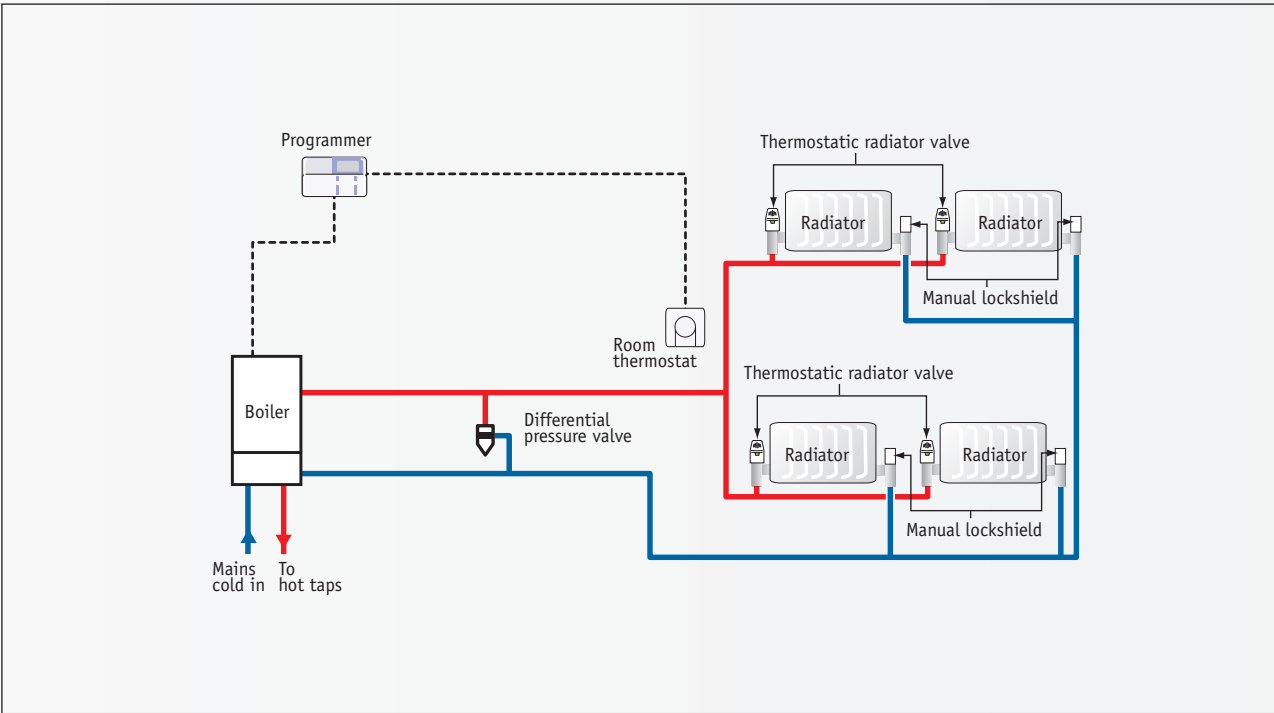 Programmer
Thermostatic radiator valve
Radiator
Radiator
Manual lockshield
Room
thermostat
Thermostatic radiator valve
Boiler
Differential
pressure valve
Radiator
Radiator
Manual lockshield
Mains
cold in
To
hot taps